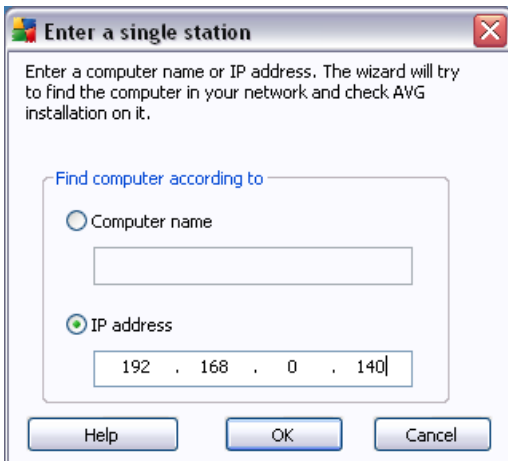 Enter a single station
Enter a computer name or IP address. The wizard will try
to find the computer in your network and check AVG
installation on it.
Find computer according to
Computer name
IP address
192 . 168 . 0 . 140
Help OK Cancel